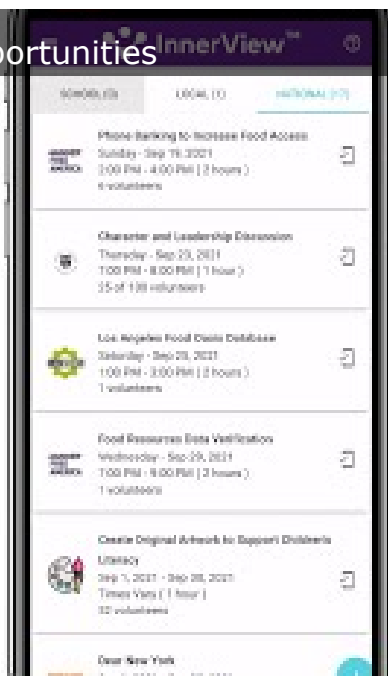 portunities
InnerView™
SCHOOL (0) LOCAL (1) NATIONAL (17)
Phone Banking to Increase Food Access
Sunday - Sep 19, 2021
2:00 PM - 4:00 PM ( 2 hours )
6 volunteers
Character and Leadership Discussion
Thursday - Sep 23, 2021
7:00 PM - 8:00 PM ( 1 hour )
25 of 100 volunteers
Los Angeles Food Oasis Database
Saturday - Sep 25, 2021
1:00 PM - 3:00 PM ( 2 hours )
1 volunteers
Food Resources Data Verification
Wednesday - Sep 29, 2021
7:00 PM - 9:00 PM ( 2 hours )
1 volunteers
Create Original Artwork to Support Children's
Literacy
Sep 1, 2021 - Sep 30, 2021
Times Vary ( 1 hour )
32 volunteers
Dear New York